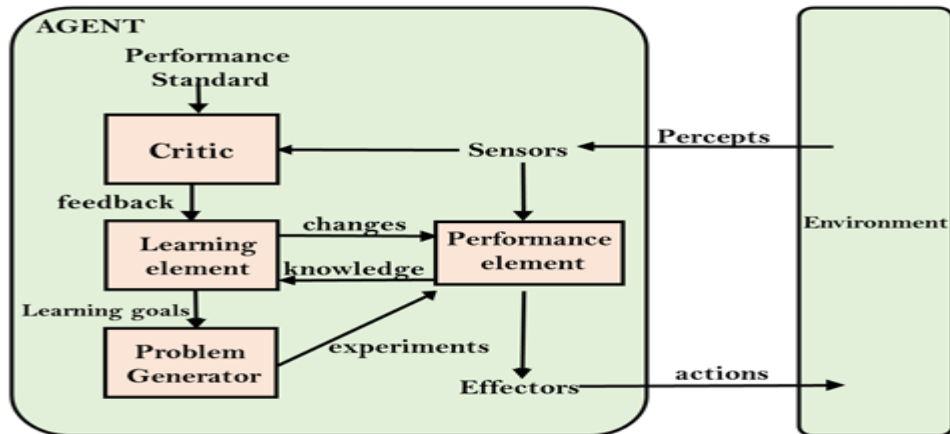 AGENT
Performance
Standard
Critic
Sensors
Percepts
feedback
changes
Learning
element
Performance
element
Environment
knowledge
Learning goals
Problem
Generator
experiments
Effectors
actions